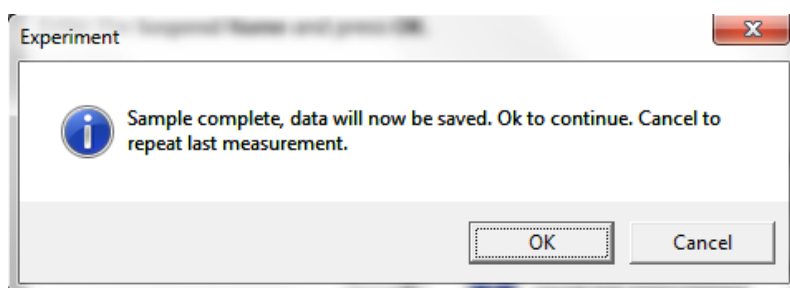 Experiment
Sample complete, data will now be saved. Ok to continue. Cancel to
repeat last measurement.
OK
Cancel